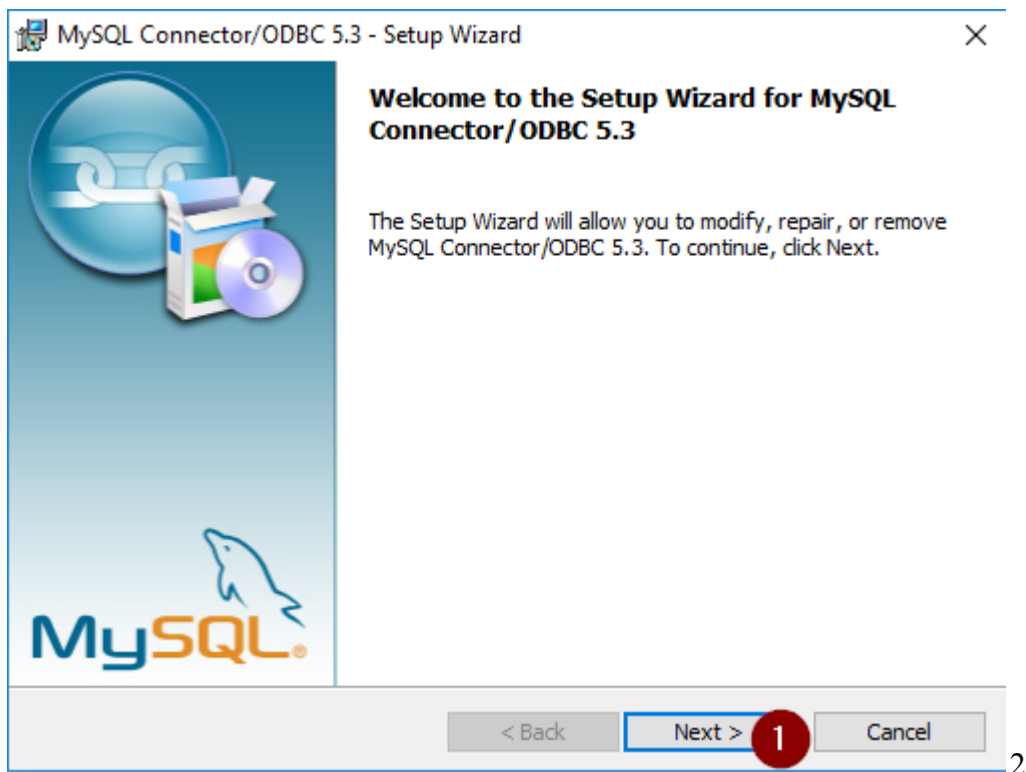 MySQL Connector/ODBC 5.3 - Setup Wizard
Welcome to the Setup Wizard for MySQL
Connector/ODBC 5.3
The Setup Wizard will allow you to modify, repair, or remove
MySQL Connector/ODBC 5.3. To continue, click Next.
MySQL®
< Back Next > 1 Cancel
2